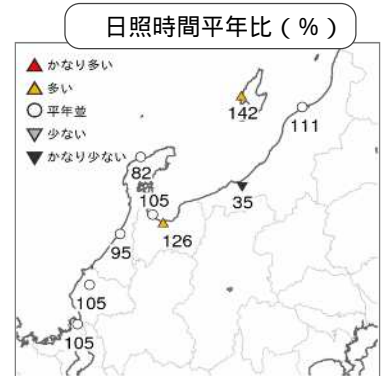 日照時間平年比(%)
▲ かなり多い
▲ 多い
○ 平年並
▼ 少ない
▼ かなり少ない
142
111
82
105
35
126
95
105
105